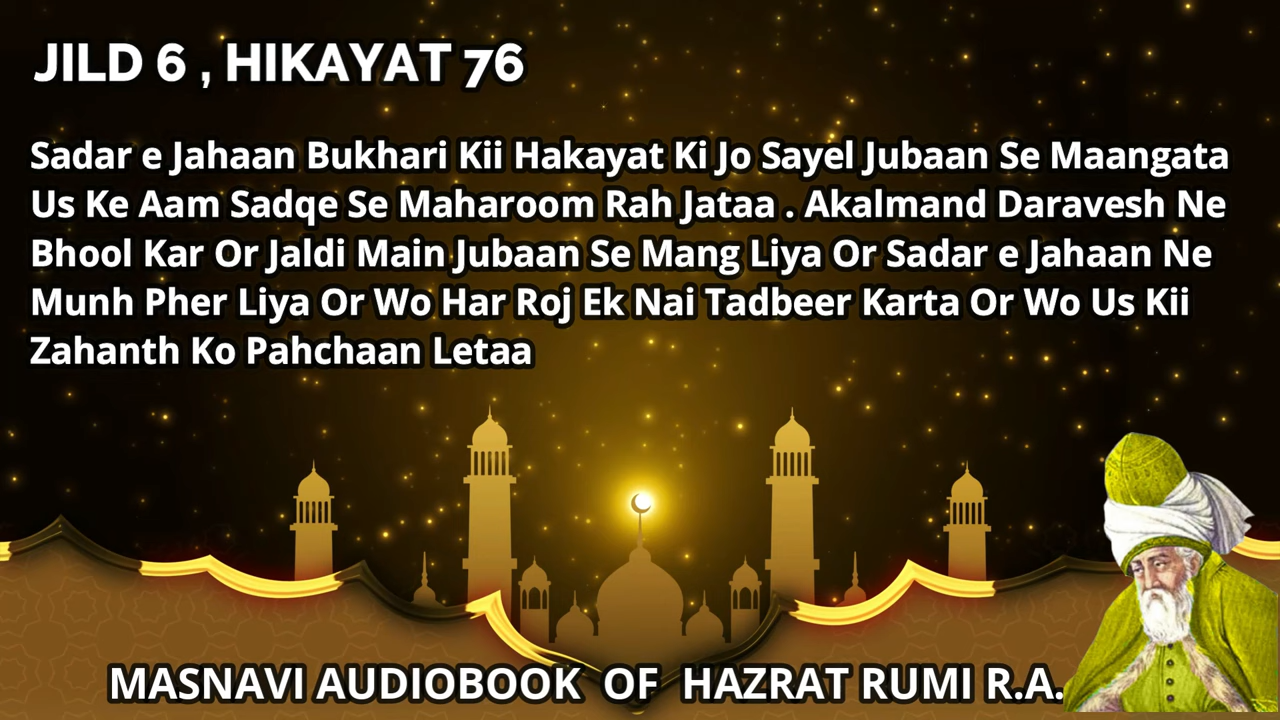 JILD 6 , HIKAYAT 76
Sadar e Jahaan Bukhari Kii Hakayat Ki Jo Sayel Jubaan Se Maangata
Us Ke Aam Sadqe Se Maharoom Rah Jataa . Akalmand Daravesh Ne
Bhool Kar Or Jaldi Main Jubaan Se Mang Liya Or Sadar e Jahaan Ne
Munh Pher Liya Or Wo Har Roj Ek Nai Tadbeer Karta Or Wo Us Kii
Zahanth Ko Pahchaan Letaa
MASNAVI AUDIOBOOK OF HAZRAT RUMI R.A.